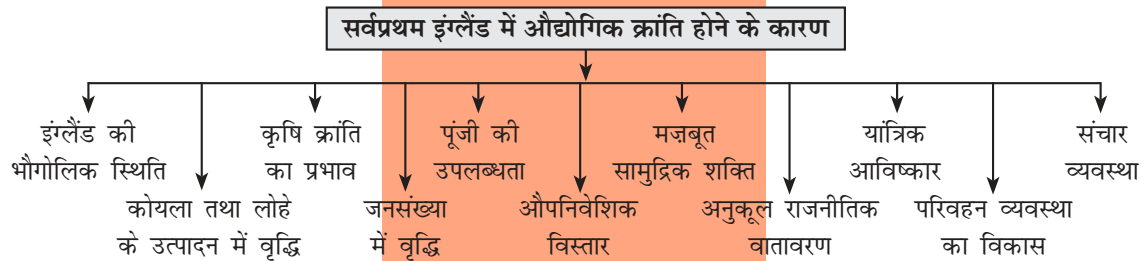 सर्वप्रथम इंग्लैंड में औद्योगिक क्रांति होने के कारण
इंग्लैंड की
भौगोलिक स्थिति
कोयला तथा लोहे
के उत्पादन में वृद्धि
कृषि क्रांति
का प्रभाव
जनसंख्या
में वृद्धि
पूंजी की
उपलब्धता
औपनिवेशिक
विस्तार
मज़बूत
सामुद्रिक शक्ति
अनुकूल राजनीतिक
वातावरण
यांत्रिक
आविष्कार
परिवहन व्यवस्था
का विकास
संचार
व्यवस्था